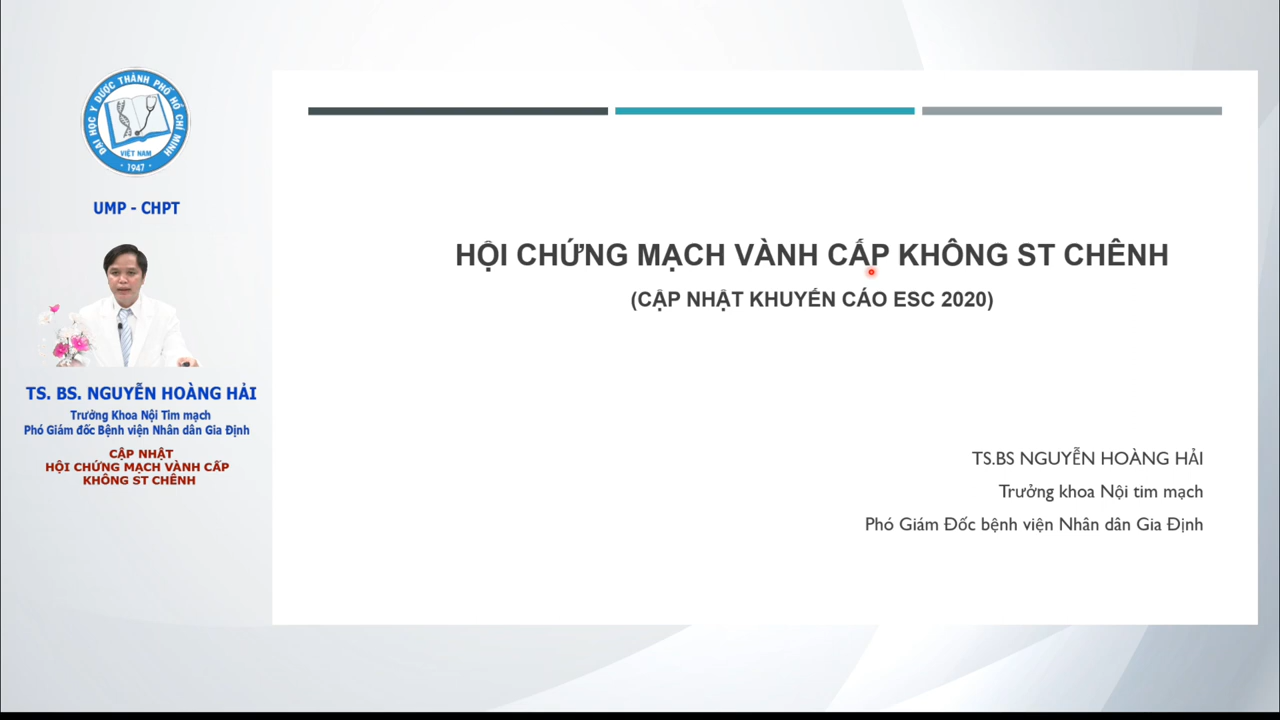 ĐẠI HỌC Y DƯỢC THÀNH PHỐ HỒ CHÍ MINH
VIỆT NAM
1947
UMP - CHPT
TS. BS. NGUYỄN HOÀNG HẢI
Trưởng Khoa Nội Tim mạch
Phó Giám đốc Bệnh viện Nhân dân Gia Định
CẬP NHẬT
HỘI CHỨNG MẠCH VÀNH CẤP
KHÔNG ST CHÊNH
HỘI CHỨNG MẠCH VÀNH CẤP KHÔNG ST CHÊNH
(CẬP NHẬT KHUYẾN CÁO ESC 2020)
TS.BS NGUYỄN HOÀNG HẢI
Trưởng khoa Nội tim mạch
Phó Giám Đốc bệnh viện Nhân dân Gia Định